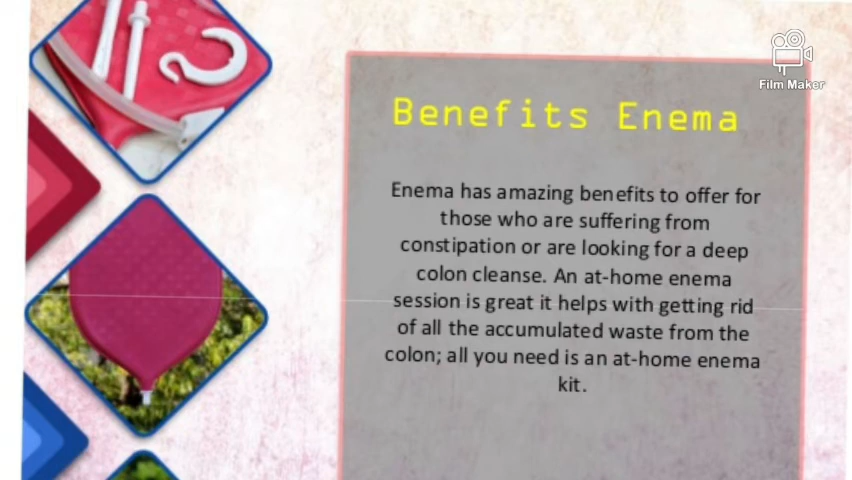 Film Maker
Benefits Enema
Enema has amazing benefits to offer for
those who are suffering from
constipation or are looking for a deep
colon cleanse. An at-home enema
session is great it helps with getting rid
of all the accumulated waste from the
colon; all you need is an at-home enema
kit.